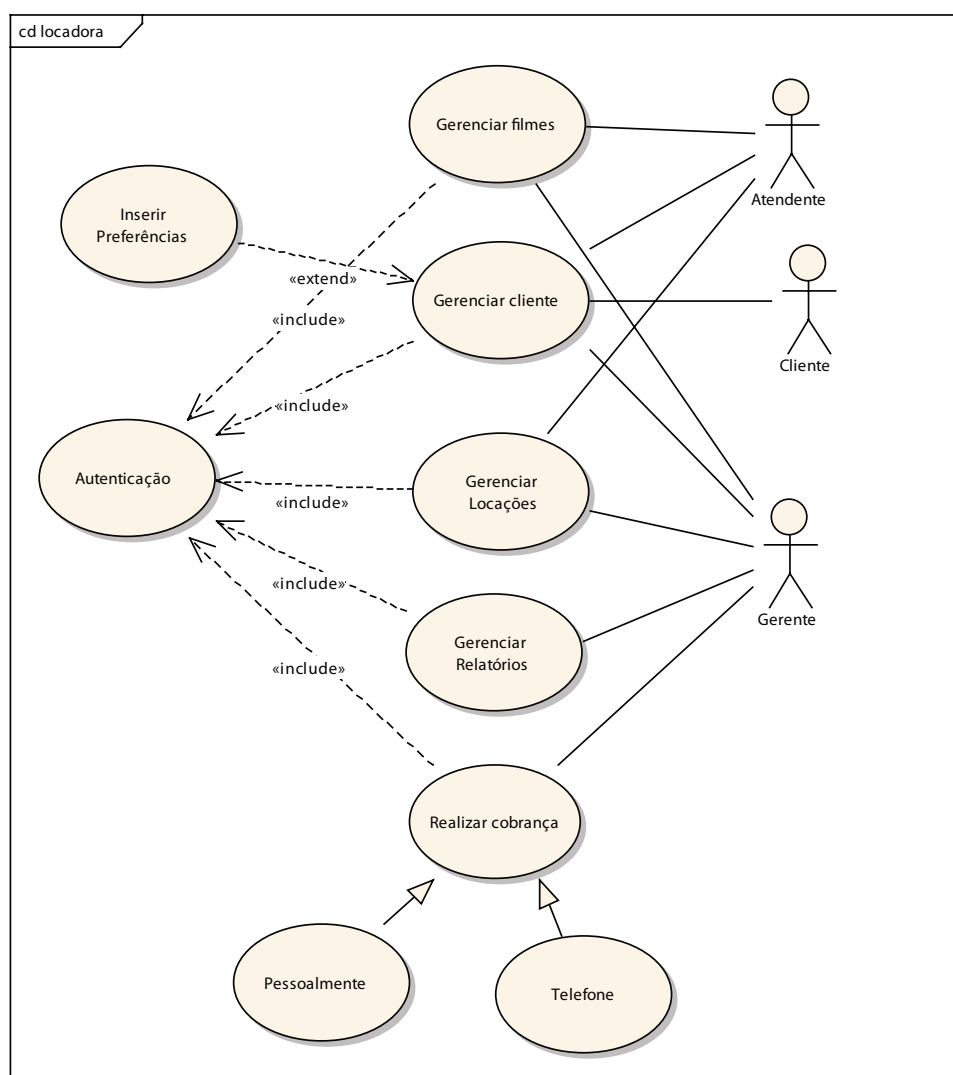 cd locadora
Gerenciar filmes
Atendente
Inserir
Preferências
«extend»
Gerenciar cliente
«include»
Cliente
«include»
Autenticação
Gerenciar
Locações
«include»
«include»
Gerente
Gerenciar
Relatórios
«include»
Realizar cobrança
Pessoalmente
Telefone